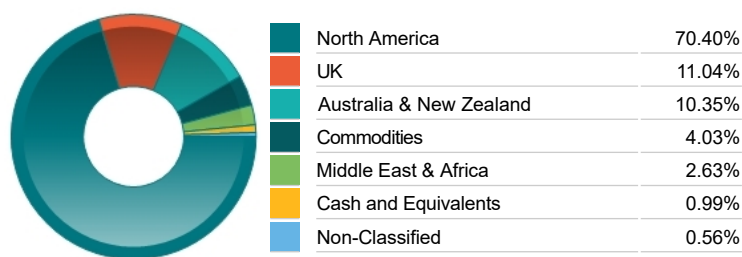 North America 70.40%
UK 11.04%
Australia & New Zealand 10.35%
Commodities 4.03%
Middle East & Africa 2.63%
Cash and Equivalents 0.99%
Non-Classified 0.56%